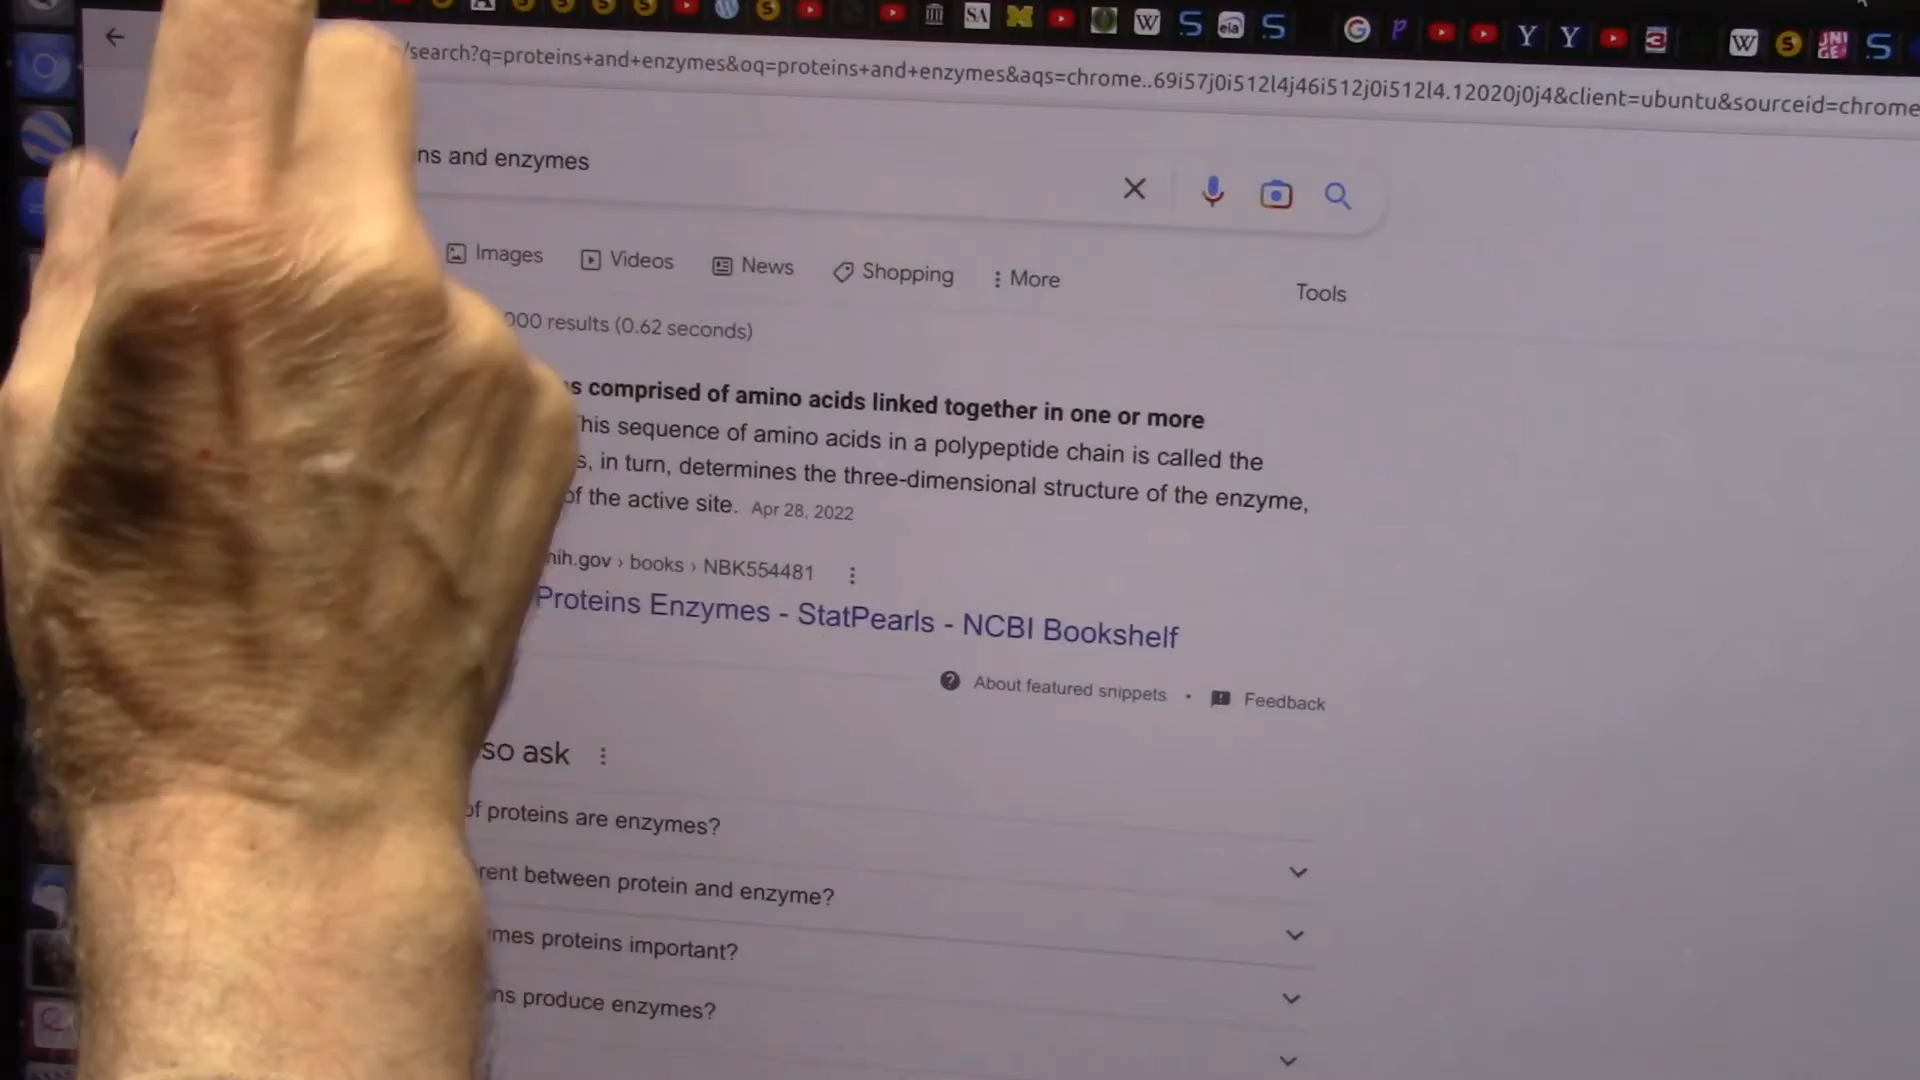 /search?q=proteins+and+enzymes&oq=proteins+and+enzymes&aqs=chrome..69i57j0i512l4j46i512j0i512l4.12020j0j4&client=ubuntu&sourceid=chrome
ns and enzymes
Images Videos News Shopping More Tools
000 results (0.62 seconds)
s comprised of amino acids linked together in one or more
This sequence of amino acids in a polypeptide chain is called the
s, in turn, determines the three-dimensional structure of the enzyme,
of the active site. Apr 28, 2022
nih.gov › books › NBK554481
Proteins Enzymes - StatPearls - NCBI Bookshelf
About featured snippets • Feedback
so ask
of proteins are enzymes?
rent between protein and enzyme?
mes proteins important?
ns produce enzymes?